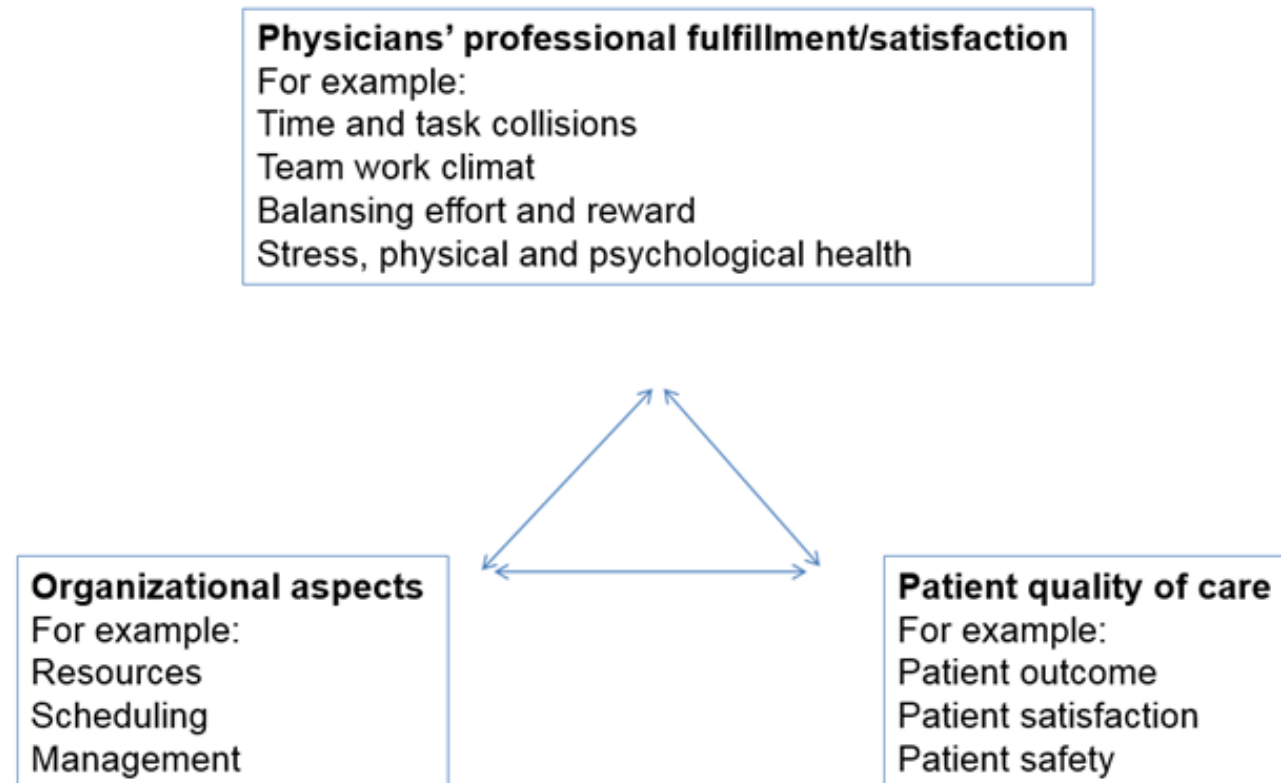 Physicians’ professional fulfillment/satisfaction
For example:
Time and task collisions
Team work climat
Balansing effort and reward
Stress, physical and psychological health
Organizational aspects
For example:
Resources
Scheduling
Management
Patient quality of care
For example:
Patient outcome
Patient satisfaction
Patient safety